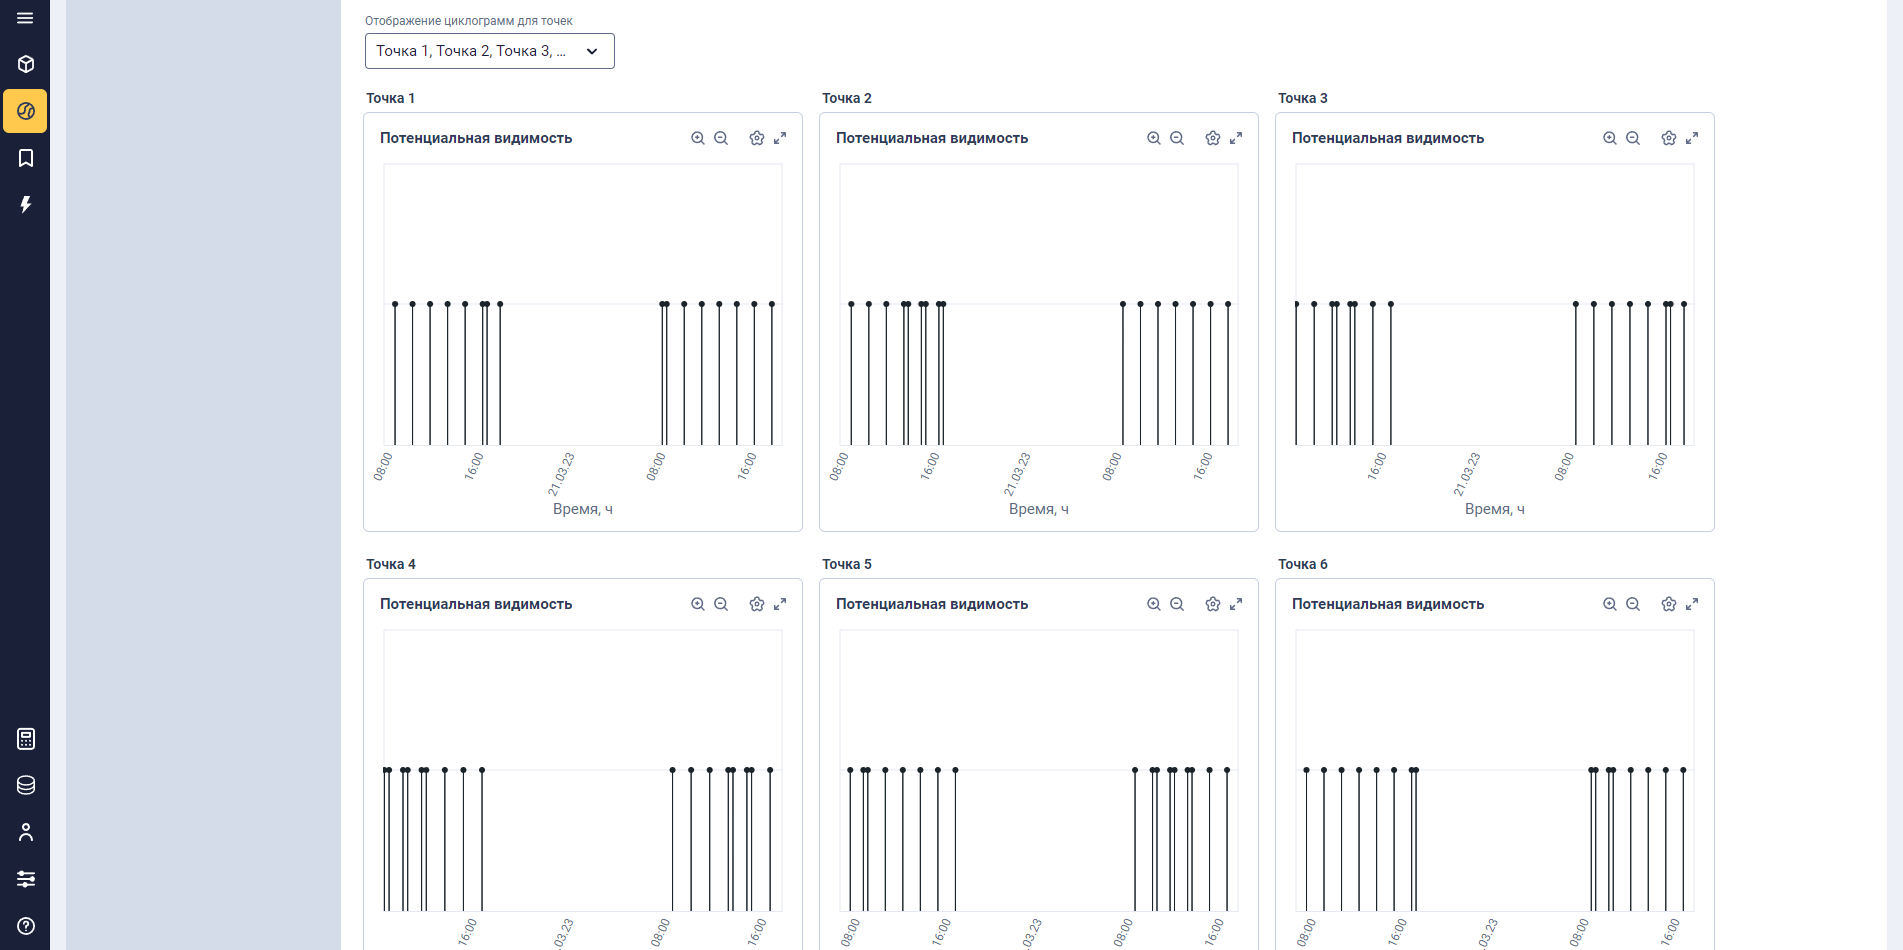 Отображение циклограмм для точек
Точка 1, Точка 2, Точка 3, ...
Точка 1
Точка 2
Точка 3
Потенциальная видимость
Потенциальная видимость
Потенциальная видимость
08:00 16:00 21.03.23 08:00 16:00
08:00 16:00 21.03.23 08:00 16:00
16:00 21.03.23 08:00 16:00
Время, ч
Время, ч
Время, ч
Точка 4
Точка 5
Точка 6
Потенциальная видимость
Потенциальная видимость
Потенциальная видимость
16:00 .03.23 08:00 16:00
08:00 16:00 .03.23 08:00 16:00
08:00 16:00 .03.23 08:00 16:00